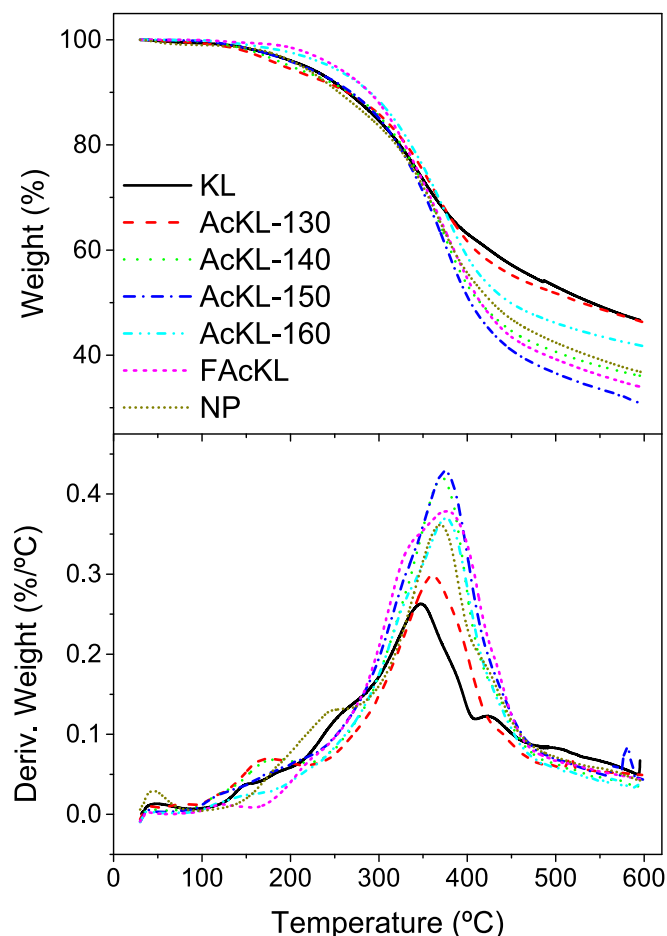 100
80
60
40
Weight (%)
KL
AcKL-130
AcKL-140
AcKL-150
AcKL-160
FAcKL
NP
0.4
0.3
0.2
0.1
0.0
Deriv. Weight (%/ºC)
0 100 200 300 400 500 600
Temperature (ºC)